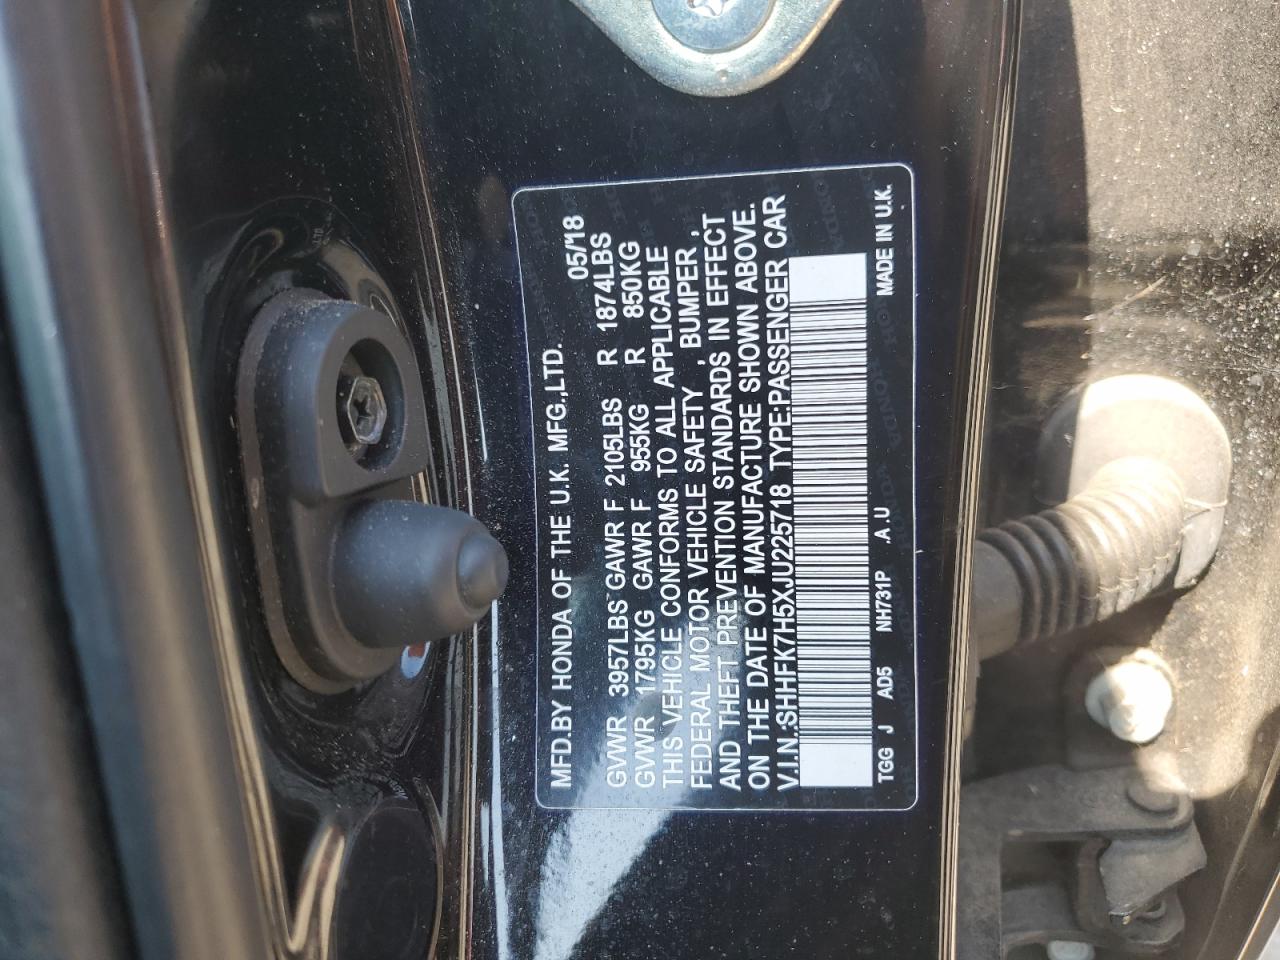 MFD.BY HONDA OF THE U.K. MFG.,LTD. 05/18
GVWR 3957LBS GAWR F 2105LBS R 1874LBS
GVWR 1795KG GAWR F 955KG R 850KG
THIS VEHICLE CONFORMS TO ALL APPLICABLE
FEDERAL MOTOR VEHICLE SAFETY , BUMPER ,
AND THEFT PREVENTION STANDARDS IN EFFECT
ON THE DATE OF MANUFACTURE SHOWN ABOVE.
V.I.N.:SHHFK7H5XJU225718 TYPE:PASSENGER CAR
TGG J AD5 NH731P .A.U MADE IN U.K.